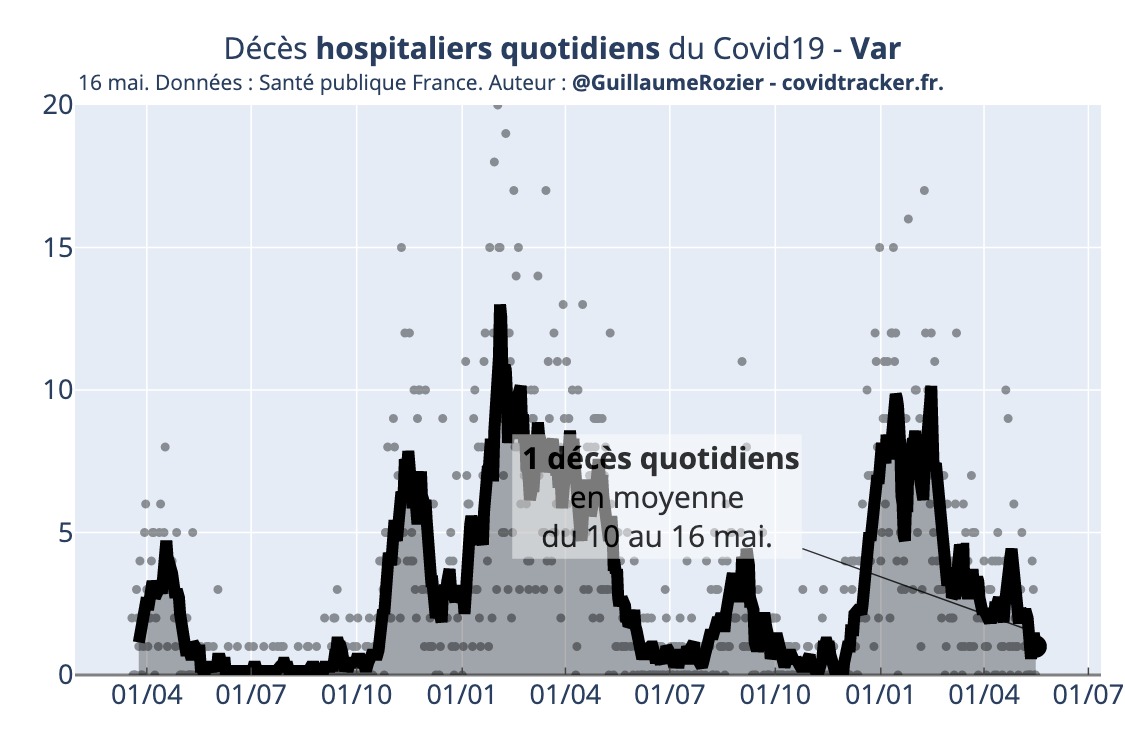 Décès hospitaliers quotidiens du Covid19 - Var
16 mai. Données : Santé publique France. Auteur : @GuillaumeRozier - covidtracker.fr.
20
15
10
5
0
1 décès quotidiens
en moyenne
du 10 au 16 mai.
01/04 01/07 01/10 01/01 01/04 01/07 01/10 01/01 01/04 01/07